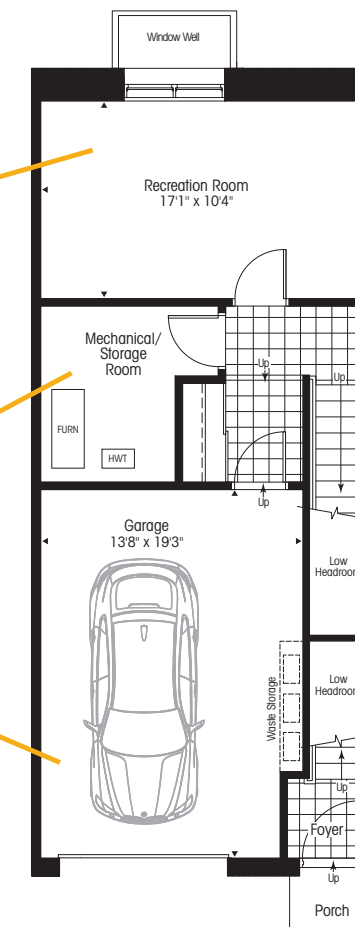 Window Well
Recreation Room
17'1" x 10'4"
Mechanical/
Storage
Room
Up
Up
FURN
HWT
Up
Garage
13'8" x 19'3"
Low
Headroom
Waste Storage
Low
Headroom
Up
Foyer
Up
Porch